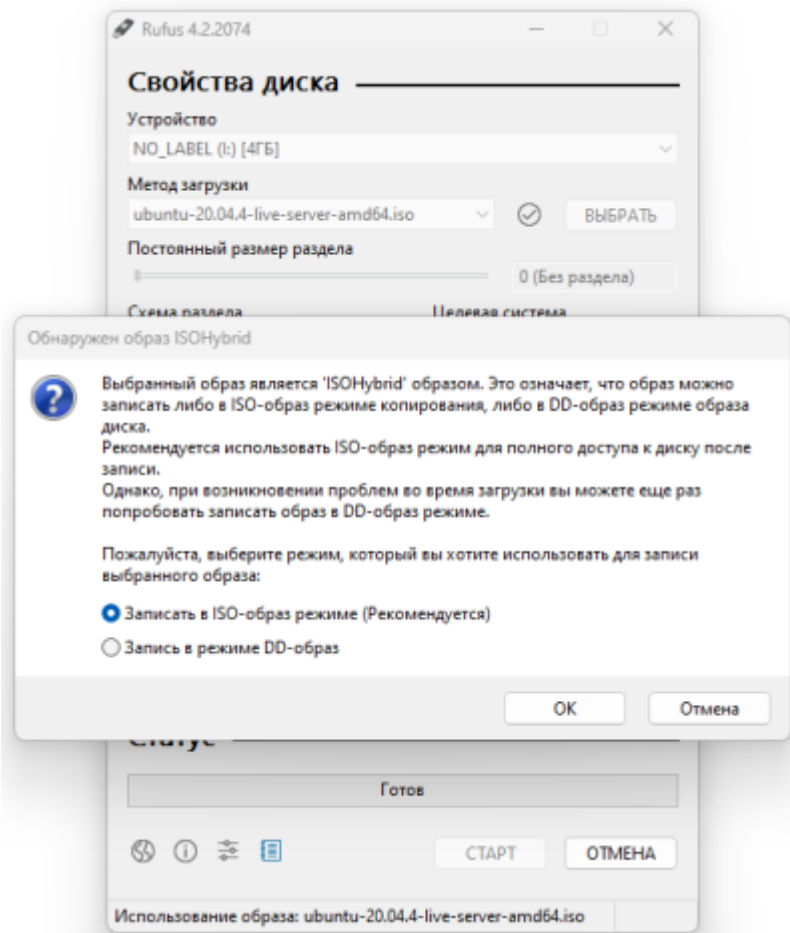 Rufus 4.2.2074
Свойства диска
Устройство
NO_LABEL (I:) [4ГБ]
Метод загрузки
ubuntu-20.04.4-live-server-amd64.iso
ВЫБРАТЬ
Постоянный размер раздела
0 (Без раздела)
Схема раздела
Целевая система
Обнаружен образ ISOHybrid
Выбранный образ является 'ISOHybrid' образом. Это означает, что образ можно
записать либо в ISO-образ режиме копирования, либо в DD-образ режиме образа
диска.
Рекомендуется использовать ISO-образ режим для полного доступа к диску после
записи.
Однако, при возникновении проблем во время загрузки вы можете еще раз
попробовать записать образ в DD-образ режиме.
Пожалуйста, выберите режим, который вы хотите использовать для записи
выбранного образа:
Записать в ISO-образ режиме (Рекомендуется)
Запись в режиме DD-образ
ОК
Отмена
Статус
Готов
СТАРТ
ОТМЕНА
Использование образа: ubuntu-20.04.4-live-server-amd64.iso